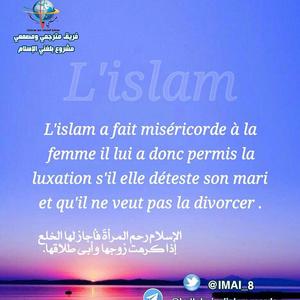 فريق مترجمي ومصممي
مشروع بلغني الإسلام
L'islam
L'islam a fait miséricorde à la
femme il lui a donc permis la
luxation s'il elle déteste son mari
et qu'il ne veut pas la divorcer .
الإسلام رحم المرأة فأجاز لها الخلع
إذا كرهت زوجها وأبى طلاقها.
@IMAI_8